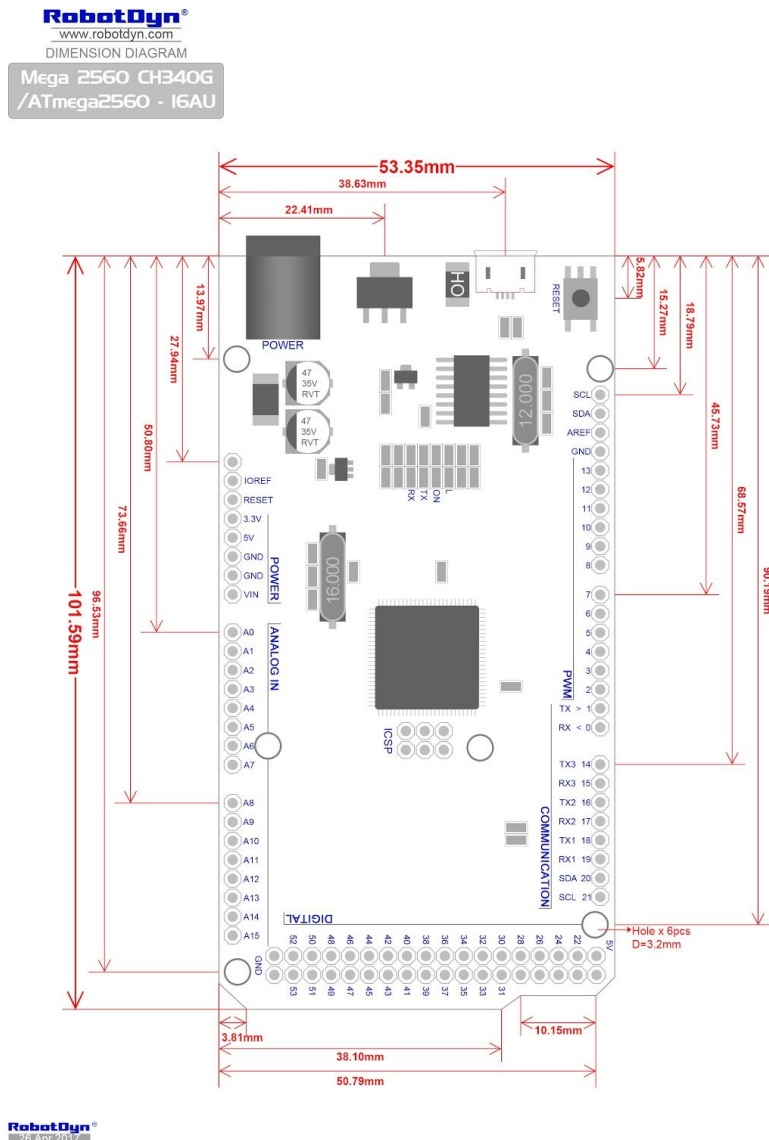 RobotDyn®
www.robotdyn.com
DIMENSION DIAGRAM
Mega 2560 CH340G
/ATmega2560 - 16AU
53.35mm
38.63mm
22.41mm
13.97mm
27.94mm
50.80mm
73.66mm
96.53mm
101.59mm
5.82mm
15.27mm
18.79mm
45.73mm
68.57mm
90.19mm
POWER
HO
RESET
47
35V
RVT
47
35V
RVT
12.000
RX
TX
ON
L
16.000
IOREF
RESET
3.3V
5V
GND
GND
VIN
POWER
A0
A1
A2
A3
A4
A5
A6
A7
ANALOG IN
A8
A9
A10
A11
A12
A13
A14
A15
SCL
SDA
AREF
GND
13
12
11
10
9
8
7
6
5
4
3
2
TX > 1
RX < 0
PWM
TX3 14
RX3 15
TX2 16
RX2 17
TX1 18
RX1 19
SDA 20
SCL 21
COMMUNICATION
ICSP
DIGITAL
GND
52 50 48 46 44 42 40 38 36 34 32 30 28 26 24 22 5V
53 51 49 47 45 43 41 39 37 35 33 31
Hole x 6pcs
D=3.2mm
3.81mm
10.15mm
38.10mm
50.79mm
RobotDyn®
26 Apr 2017